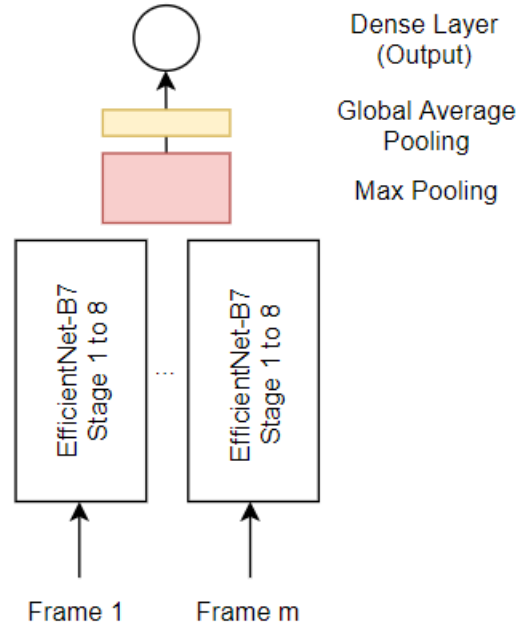 Dense Layer
(Output)
Global Average
Pooling
Max Pooling
EfficientNet-B7
Stage 1 to 8
...
EfficientNet-B7
Stage 1 to 8
Frame 1
Frame m